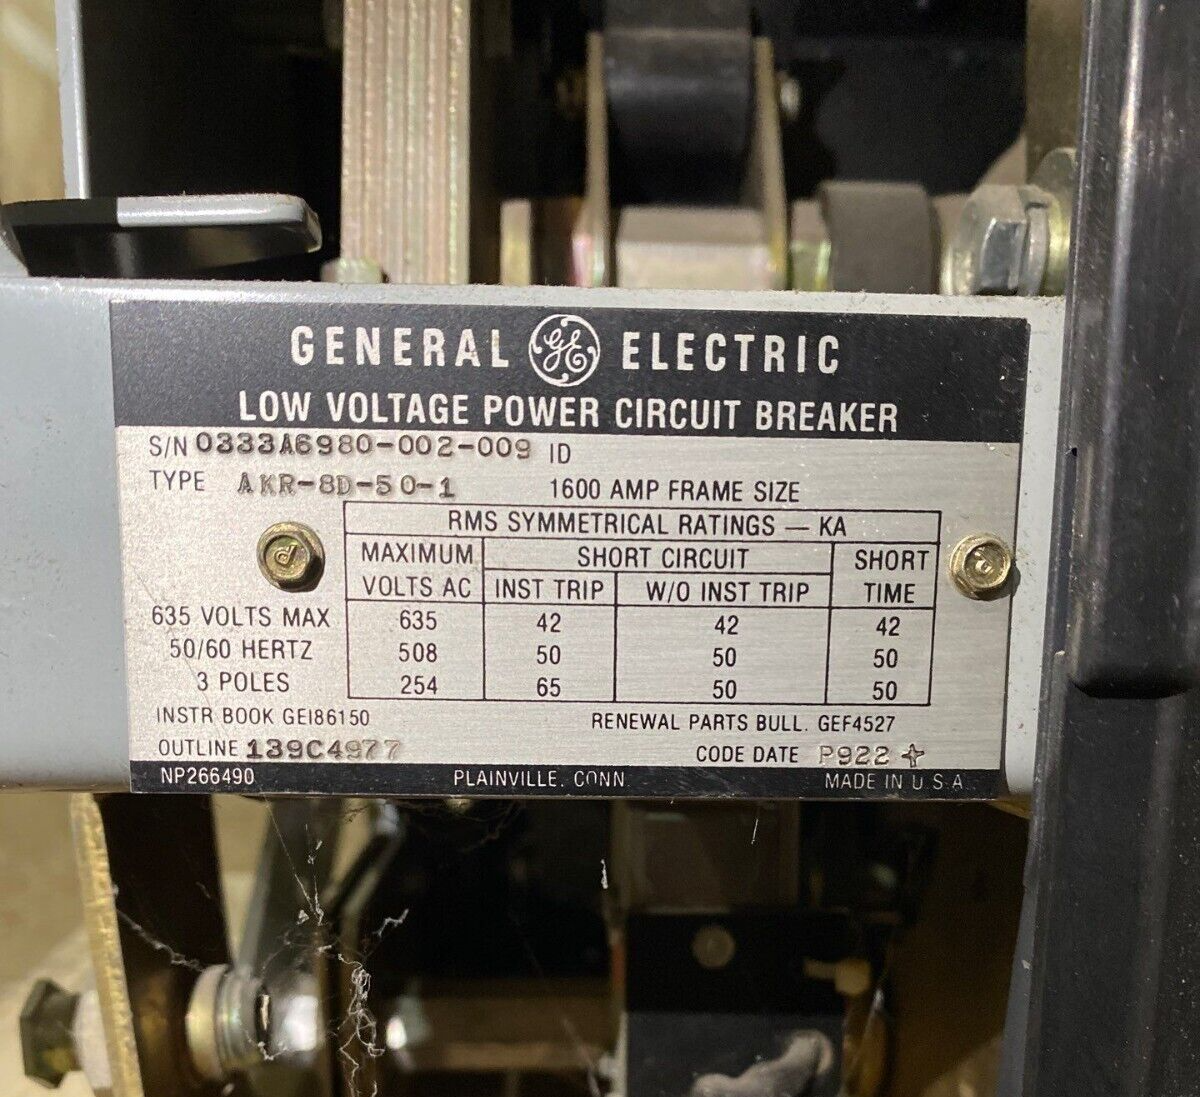 GENERAL GE ELECTRIC
LOW VOLTAGE POWER CIRCUIT BREAKER
S/N 0333A6980-002-009 ID
TYPE AKR-8D-50-1 1600 AMP FRAME SIZE
RMS SYMMETRICAL RATINGS — KA
MAXIMUM SHORT CIRCUIT SHORT
VOLTS AC INST TRIP W/O INST TRIP TIME
635 VOLTS MAX 635 42 42 42
50/60 HERTZ 508 50 50 50
3 POLES 254 65 50 50
INSTR BOOK GEI86150 RENEWAL PARTS BULL. GEF4527
OUTLINE 139C4977 CODE DATE P922+
NP266490 PLAINVILLE, CONN. MADE IN U.S.A.